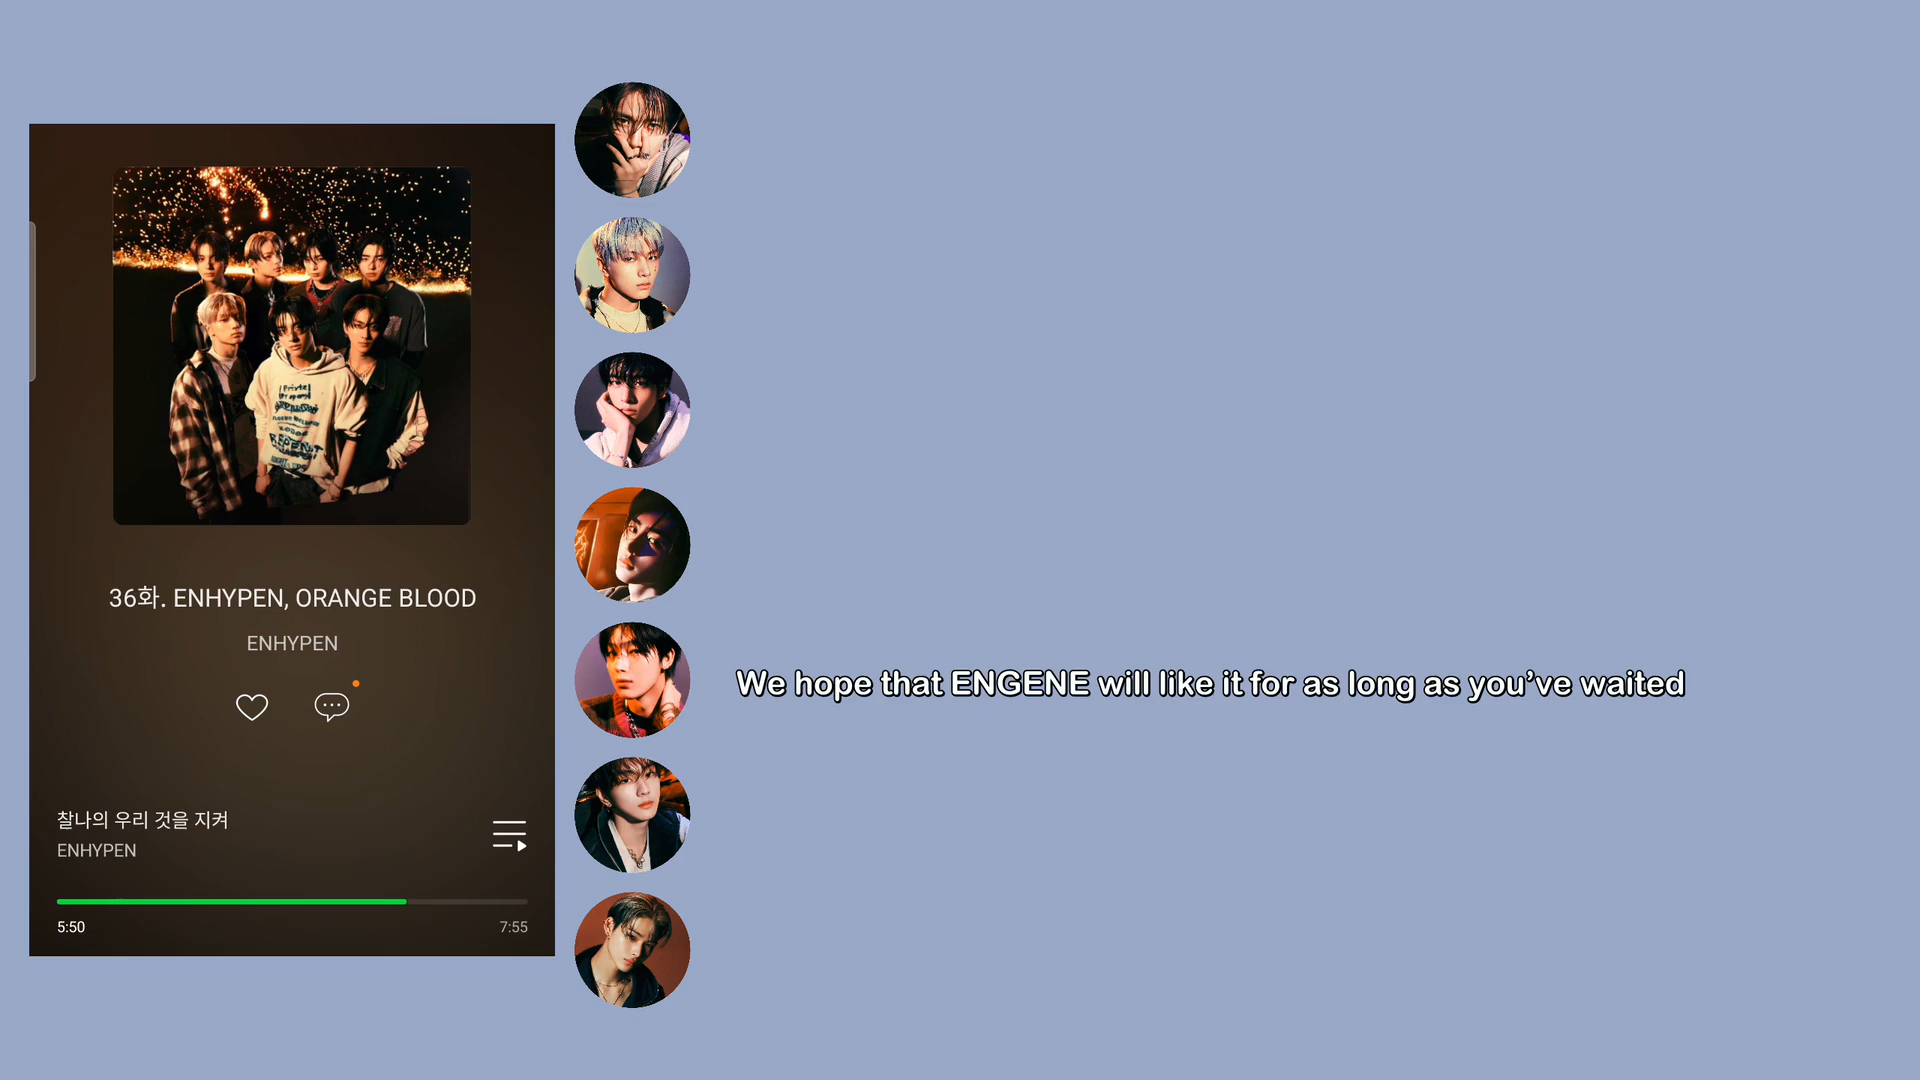 36화. ENHYPEN, ORANGE BLOOD
ENHYPEN
찰나의 우리 것을 지켜
ENHYPEN
5:50
7:55
We hope that ENGENE will like it for as long as you’ve waited